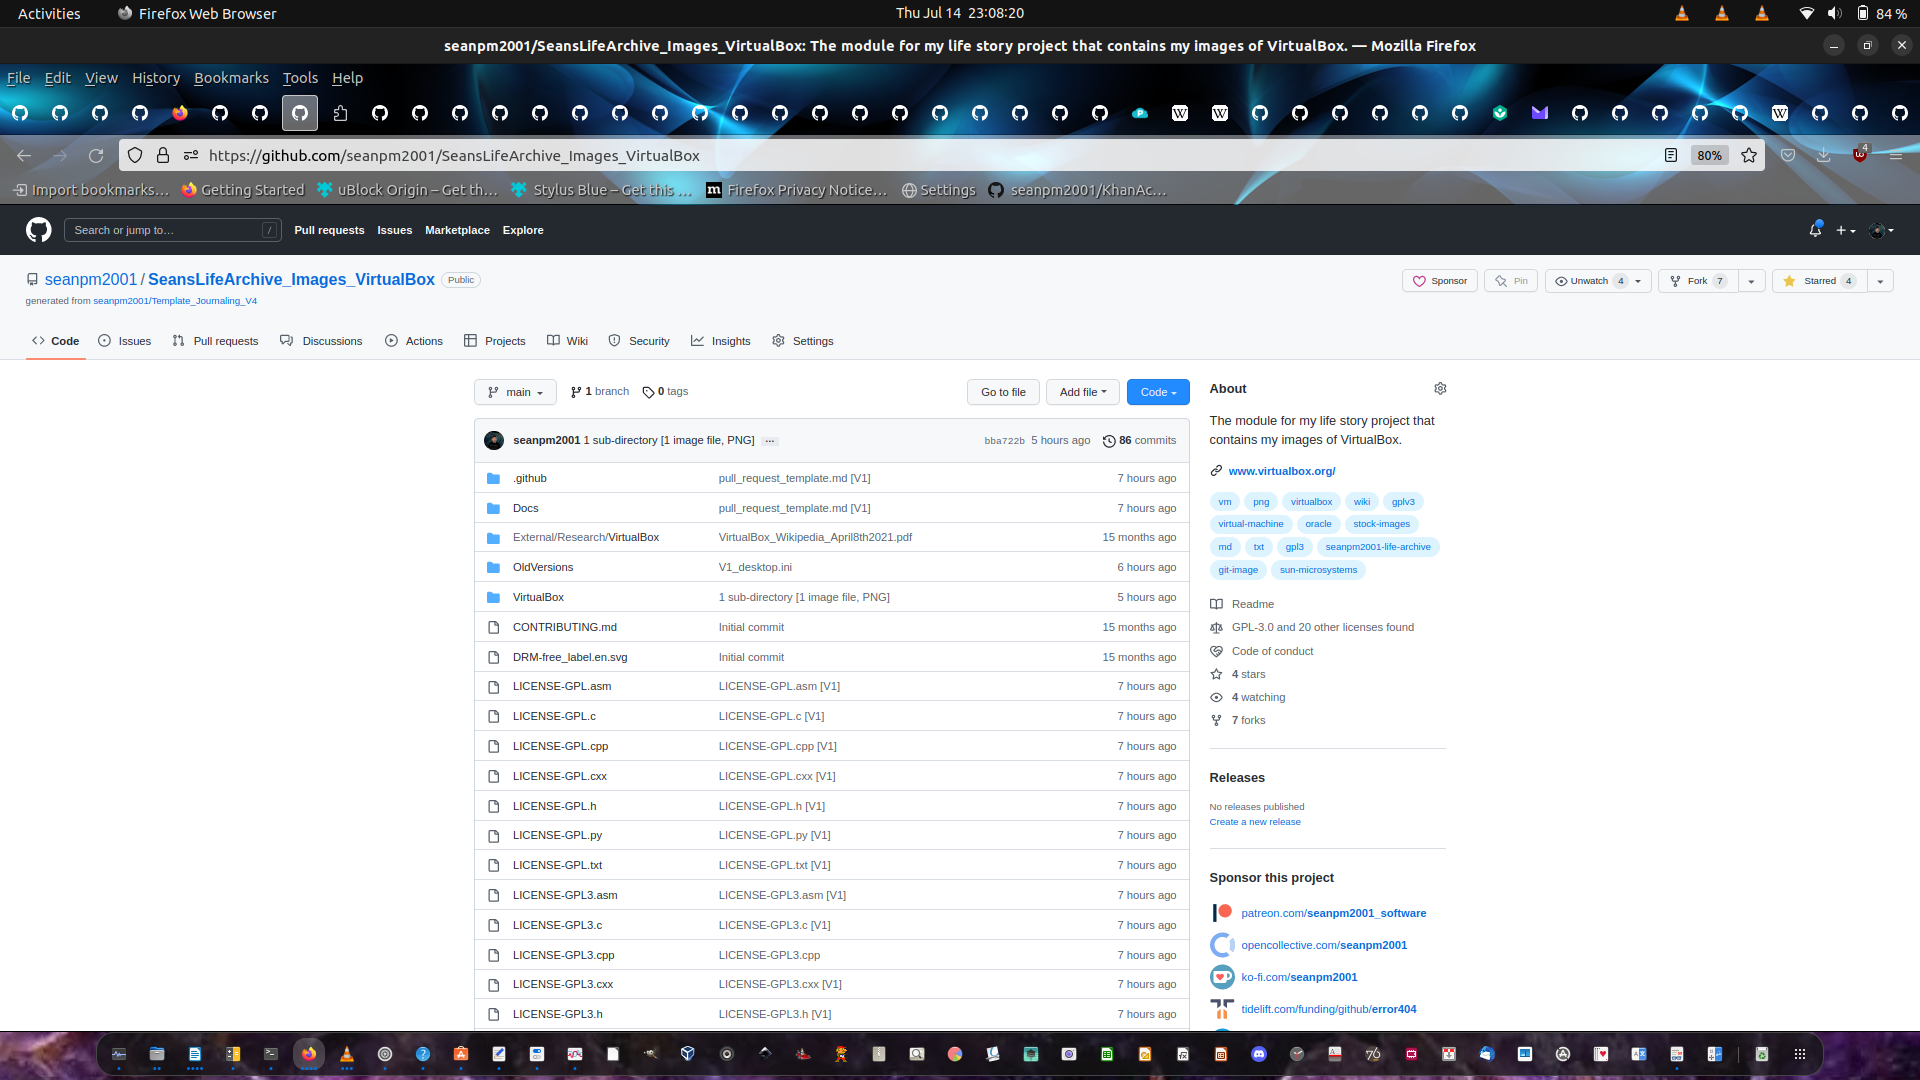 Activities
Firefox Web Browser
Thu Jul 14 23:08:20
84 %
seanpm2001/SeansLifeArchive_Images_VirtualBox: The module for my life story project that contains my images of VirtualBox. — Mozilla Firefox
File Edit View History Bookmarks Tools Help
https://github.com/seanpm2001/SeansLifeArchive_Images_VirtualBox
80%
4
Import bookmarks…
Getting Started
uBlock Origin – Get th…
Stylus Blue – Get this …
Firefox Privacy Notice…
Settings
seanpm2001/KhanAc…
Search or jump to…
/
Pull requests
Issues
Marketplace
Explore
seanpm2001 / SeansLifeArchive_Images_VirtualBox
Public
generated from seanpm2001/Template_Journaling_V4
Sponsor
Pin
Unwatch 4
Fork 7
Starred 4
Code
Issues
Pull requests
Discussions
Actions
Projects
Wiki
Security
Insights
Settings
main
1 branch
0 tags
Go to file
Add file
Code
seanpm2001 1 sub-directory [1 image file, PNG] …
bba722b 5 hours ago
86 commits
.github pull_request_template.md [V1] 7 hours ago
Docs pull_request_template.md [V1] 7 hours ago
External/Research/VirtualBox VirtualBox_Wikipedia_April8th2021.pdf 15 months ago
OldVersions V1_desktop.ini 6 hours ago
VirtualBox 1 sub-directory [1 image file, PNG] 5 hours ago
CONTRIBUTING.md Initial commit 15 months ago
DRM-free_label.en.svg Initial commit 15 months ago
LICENSE-GPL.asm LICENSE-GPL.asm [V1] 7 hours ago
LICENSE-GPL.c LICENSE-GPL.c [V1] 7 hours ago
LICENSE-GPL.cpp LICENSE-GPL.cpp [V1] 7 hours ago
LICENSE-GPL.cxx LICENSE-GPL.cxx [V1] 7 hours ago
LICENSE-GPL.h LICENSE-GPL.h [V1] 7 hours ago
LICENSE-GPL.py LICENSE-GPL.py [V1] 7 hours ago
LICENSE-GPL.txt LICENSE-GPL.txt [V1] 7 hours ago
LICENSE-GPL3.asm LICENSE-GPL3.asm [V1] 7 hours ago
LICENSE-GPL3.c LICENSE-GPL3.c [V1] 7 hours ago
LICENSE-GPL3.cpp LICENSE-GPL3.cpp 7 hours ago
LICENSE-GPL3.cxx LICENSE-GPL3.cxx [V1] 7 hours ago
LICENSE-GPL3.h LICENSE-GPL3.h [V1] 7 hours ago
About
The module for my life story project that
contains my images of VirtualBox.
www.virtualbox.org/
vm png virtualbox wiki gplv3
virtual-machine oracle stock-images
md txt gpl3 seanpm2001-life-archive
git-image sun-microsystems
Readme
GPL-3.0 and 20 other licenses found
Code of conduct
4 stars
4 watching
7 forks
Releases
No releases published
Create a new release
Sponsor this project
patreon.com/seanpm2001_software
opencollective.com/seanpm2001
ko-fi.com/seanpm2001
tidelift.com/funding/github/error404